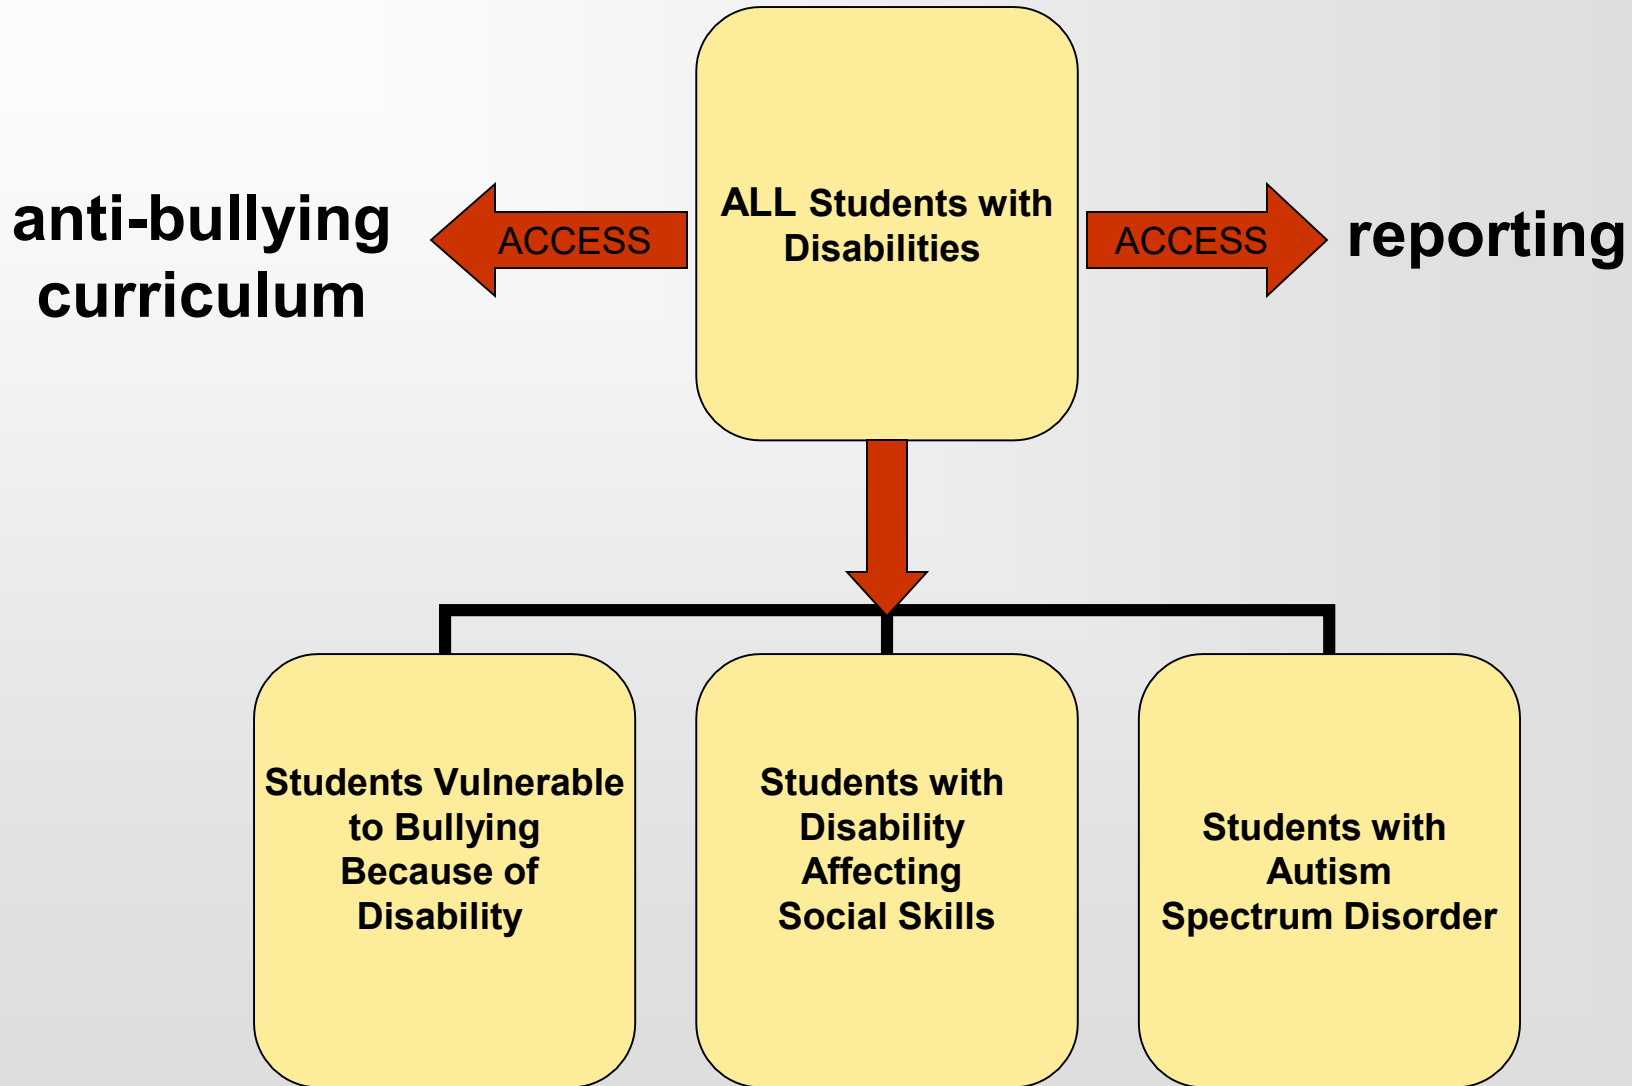 anti-bullying
curriculum
ACCESS
ALL Students with
Disabilities
ACCESS
reporting
Students Vulnerable
to Bullying
Because of
Disability
Students with
Disability
Affecting
Social Skills
Students with
Autism
Spectrum Disorder